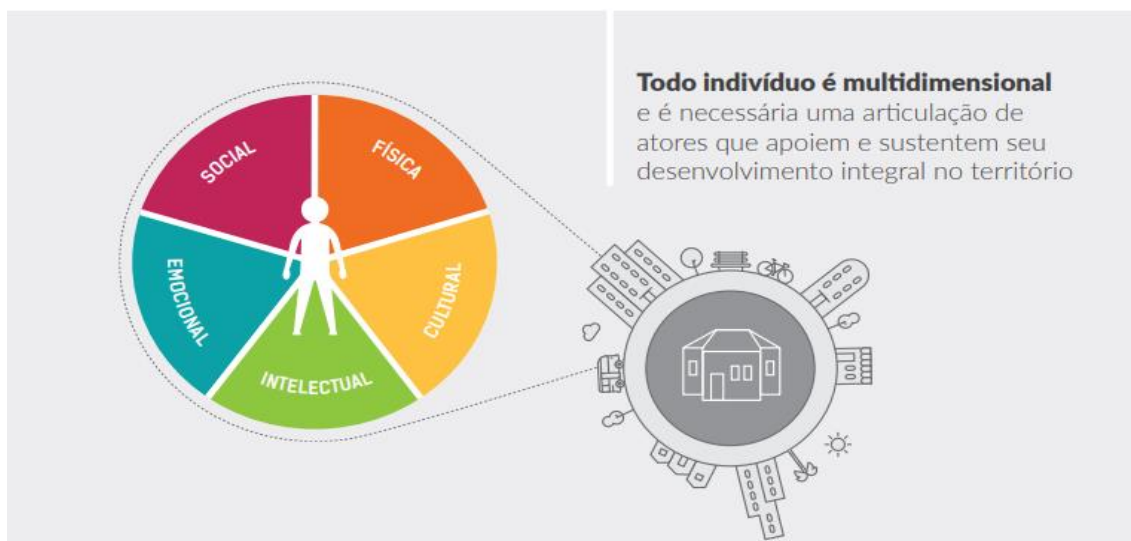 Todo indivíduo é multidimensional
e é necessária uma articulação de
atores que apoiem e sustentem seu
desenvolvimento integral no território
SOCIAL
FÍSICA
EMOCIONAL
CULTURAL
INTELECTUAL